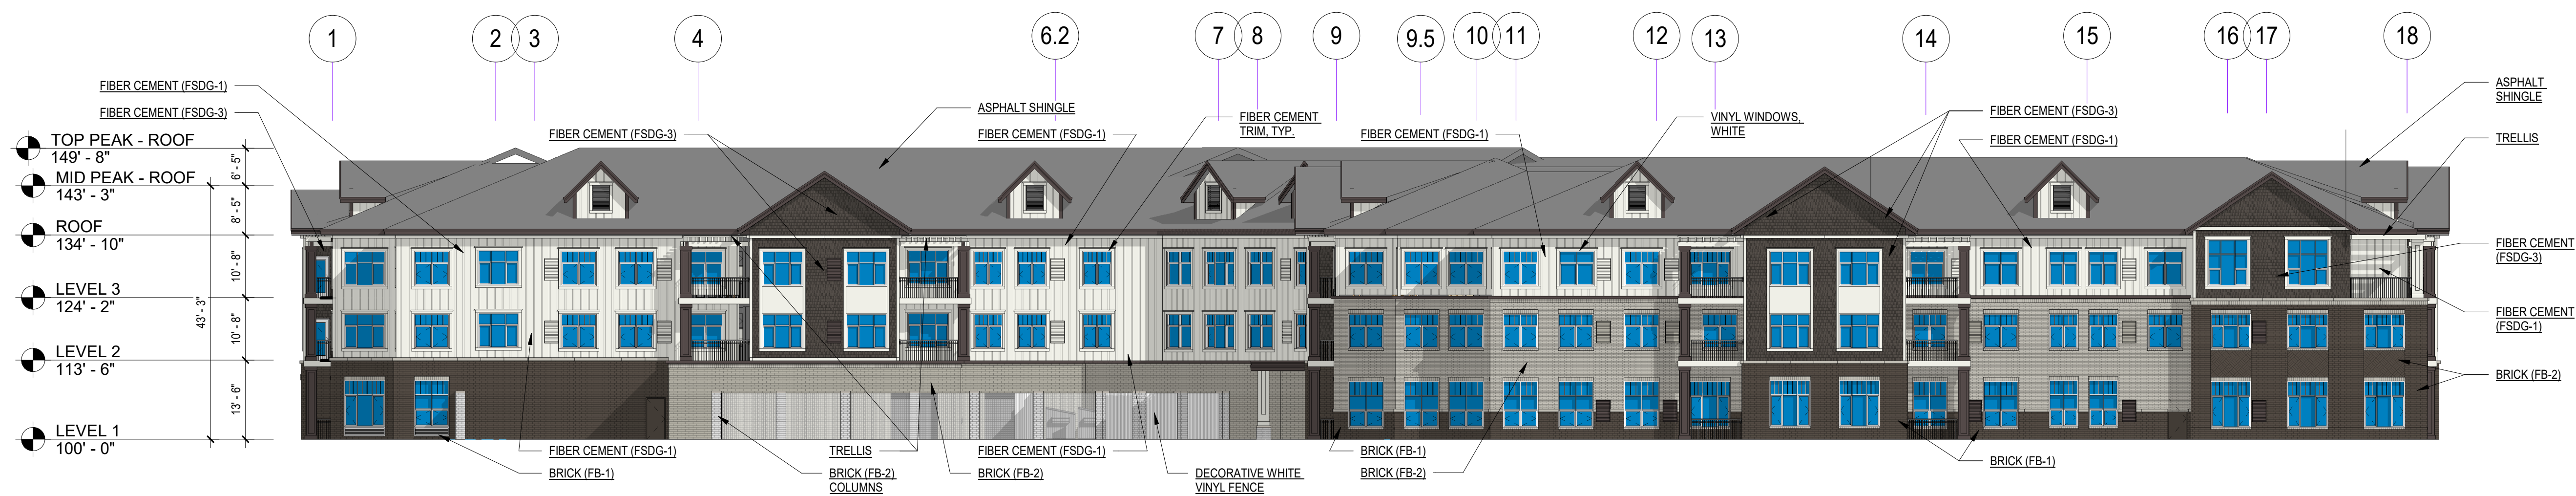 1
2
3
4
6.2
7
8
9
9.5
10
11
12
13
14
15
16
17
18
FIBER CEMENT (FSDG-1)
FIBER CEMENT (FSDG-3)
FIBER CEMENT (FSDG-3)
ASPHALT SHINGLE
FIBER CEMENT (FSDG-1)
FIBER CEMENT
TRIM, TYP.
FIBER CEMENT (FSDG-1)
VINYL WINDOWS,
WHITE
FIBER CEMENT (FSDG-3)
FIBER CEMENT (FSDG-1)
ASPHALT
SHINGLE
TRELLIS
FIBER CEMENT
(FSDG-3)
FIBER CEMENT
(FSDG-1)
BRICK (FB-2)
TOP PEAK - ROOF
149' - 8"
MID PEAK - ROOF
143' - 3"
ROOF
134' - 10"
LEVEL 3
124' - 2"
LEVEL 2
113' - 6"
LEVEL 1
100' - 0"
6' - 5"
8' - 5"
10' - 8"
10' - 8"
13' - 6"
43' - 3"
FIBER CEMENT (FSDG-1)
BRICK (FB-1)
TRELLIS
BRICK (FB-2)
COLUMNS
FIBER CEMENT (FSDG-1)
BRICK (FB-2)
DECORATIVE WHITE
VINYL FENCE
BRICK (FB-1)
BRICK (FB-2)
BRICK (FB-1)